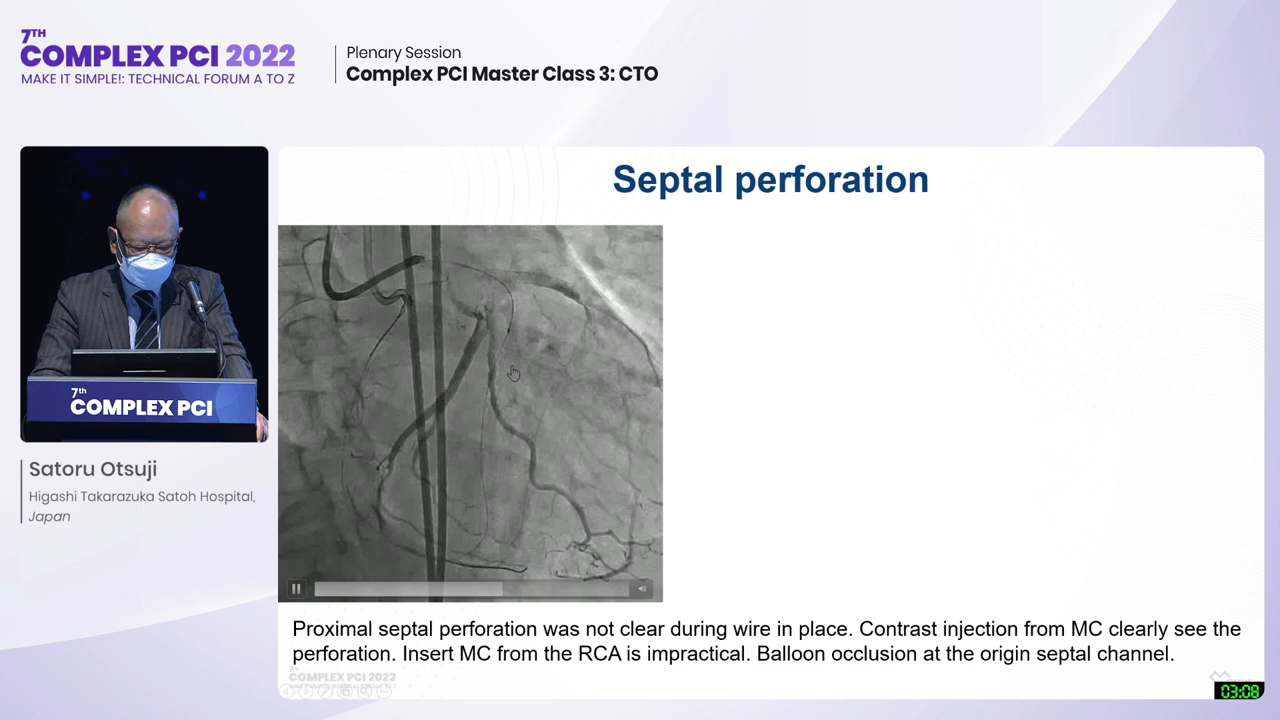 7TH
COMPLEX PCI 2022
MAKE IT SIMPLE!: TECHNICAL FORUM A TO Z
Plenary Session
Complex PCI Master Class 3: CTO
Septal perforation
7th
COMPLEX PCI
Satoru Otsuji
Higashi Takarazuka Satoh Hospital,
Japan
Proximal septal perforation was not clear during wire in place. Contrast injection from MC clearly see the
perforation. Insert MC from the RCA is impractical. Balloon occlusion at the origin septal channel.
7th
COMPLEX PCI 2022
03:08